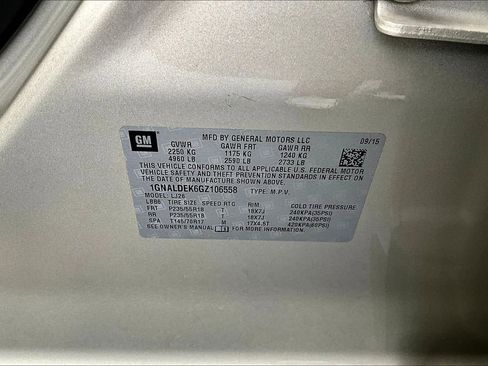 GM
MFD BY GENERAL MOTORS LLC 09/15
GVWR GAWR FRT GAWR RR
2250 KG 1175 KG 1240 KG
4960 LB 2590 LB 2733 LB
THIS VEHICLE CONFORMS TO ALL APPLICABLE U.S. FEDERAL MOTOR
VEHICLE SAFETY AND THEFT PREVENTION STANDARDS IN EFFECT ON
THE DATE OF MANUFACTURE SHOWN ABOVE.
1GNALDEK6GZ106558 TYPE: M.P.V.
MODEL: LJ26
TIRE SIZE SPEED RTG RIM COLD TIRE PRESSURE
FRT P235/55R18 T 18X7J 240KPA(35PSI)
RR P235/55R18 T 18X7J 240KPA(35PSI)
SPA T145/70R17 M 17X4.5T 420KPA(60PSI)
SEE OWNER'S MANUAL FOR MORE INFORMATION.